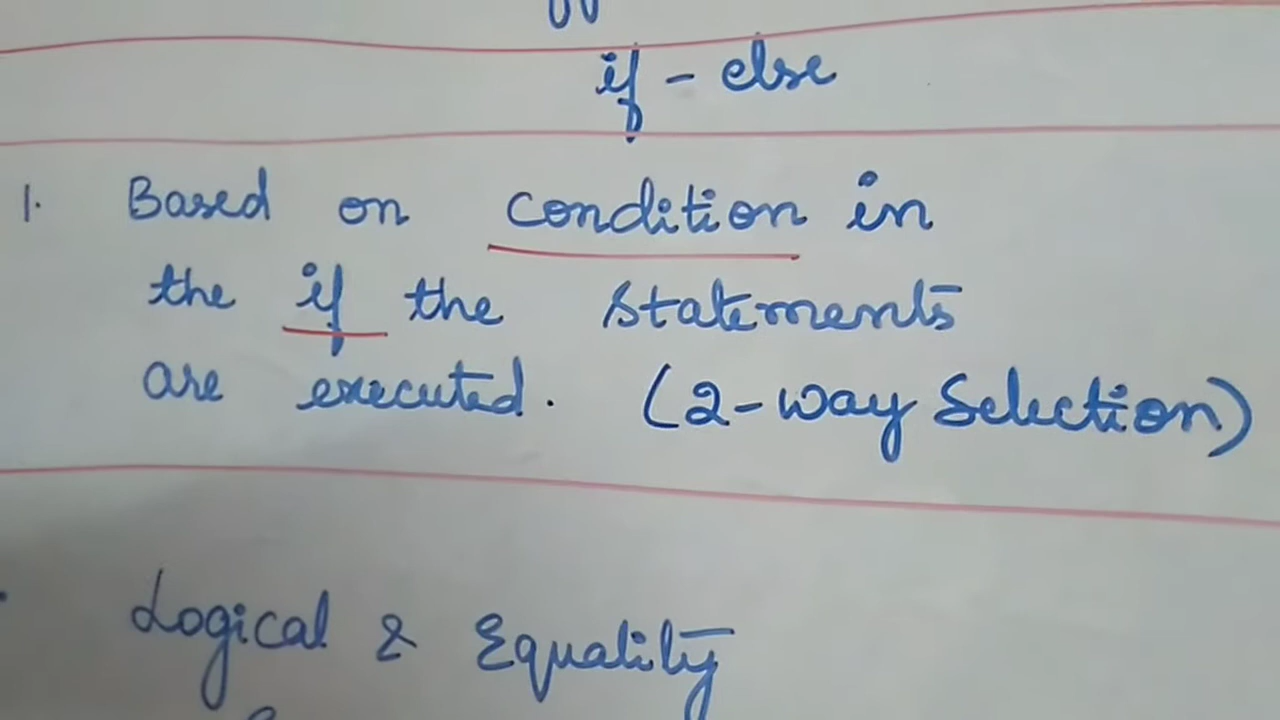 if - else
1. Based on condition in
the if the statements
are executed. (2-way Selection)
Logical & Equality